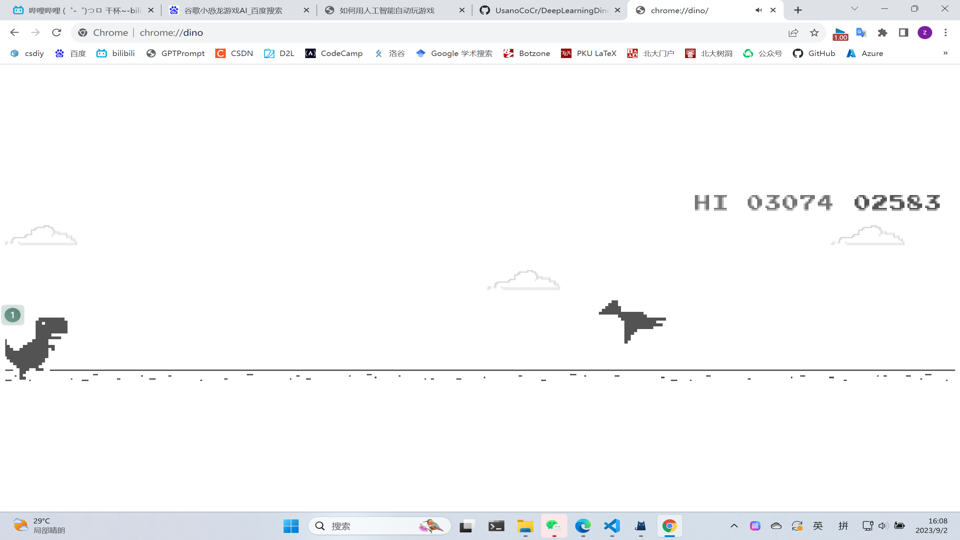 哔哩哔哩 (゜-゜)つロ 干杯~-bili
谷歌小恐龙游戏AI_百度搜索
如何用人工智能自动玩游戏
UsanoCoCr/DeepLearningDin
chrome://dino/
Chrome | chrome://dino
1.00
z
csdiy
百度
bilibili
GPTPrompt
CSDN
D2L
CodeCamp
洛谷
Google 学术搜索
Botzone
PKU LaTeX
北大门户
北大树洞
公众号
GitHub
Azure
»
HI 03074 02583
1
29°C
局部晴朗
搜索
英
拼
16:08
2023/9/2